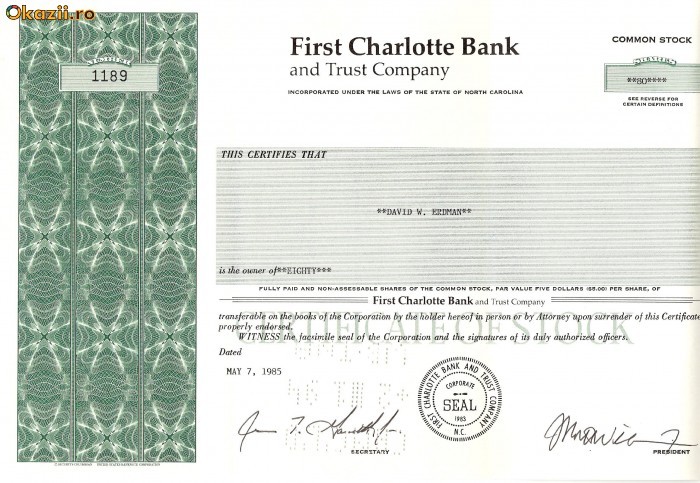 Okazii.ro
NUMBER
1189
First Charlotte Bank
and Trust Company
INCORPORATED UNDER THE LAWS OF THE STATE OF NORTH CAROLINA
COMMON STOCK
SHARES
**80****
SEE REVERSE FOR
CERTAIN DEFINITIONS
THIS CERTIFIES THAT
**DAVID W. ERDMAN**
is the owner of**EIGHTY***
FULLY PAID AND NON-ASSESSABLE SHARES OF THE COMMON STOCK, PAR VALUE FIVE DOLLARS ($5.00) PER SHARE, OF
First Charlotte Bank and Trust Company
transferable on the books of the Corporation by the holder hereof in person or by Attorney upon surrender of this Certificate
properly endorsed.
CERTIFICATE OF STOCK
WITNESS the facsimile seal of the Corporation and the signatures of its duly authorized officers.
Dated
MAY 7, 1985
FIRST CHARLOTTE BANK AND TRUST COMPANY
CORPORATE
SEAL
1983
N.C.
SECRETARY
PRESIDENT